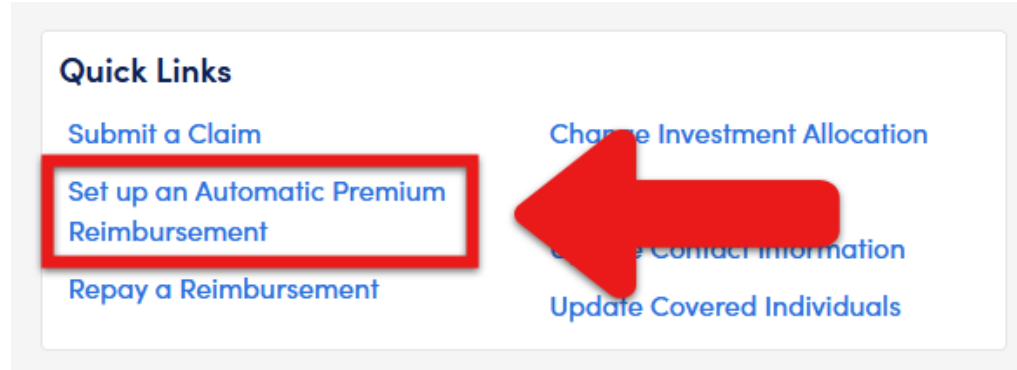 Quick Links
Submit a Claim
Set up an Automatic Premium
Reimbursement
Repay a Reimbursement
Change Investment Allocation
Contact Information
Update Covered Individuals